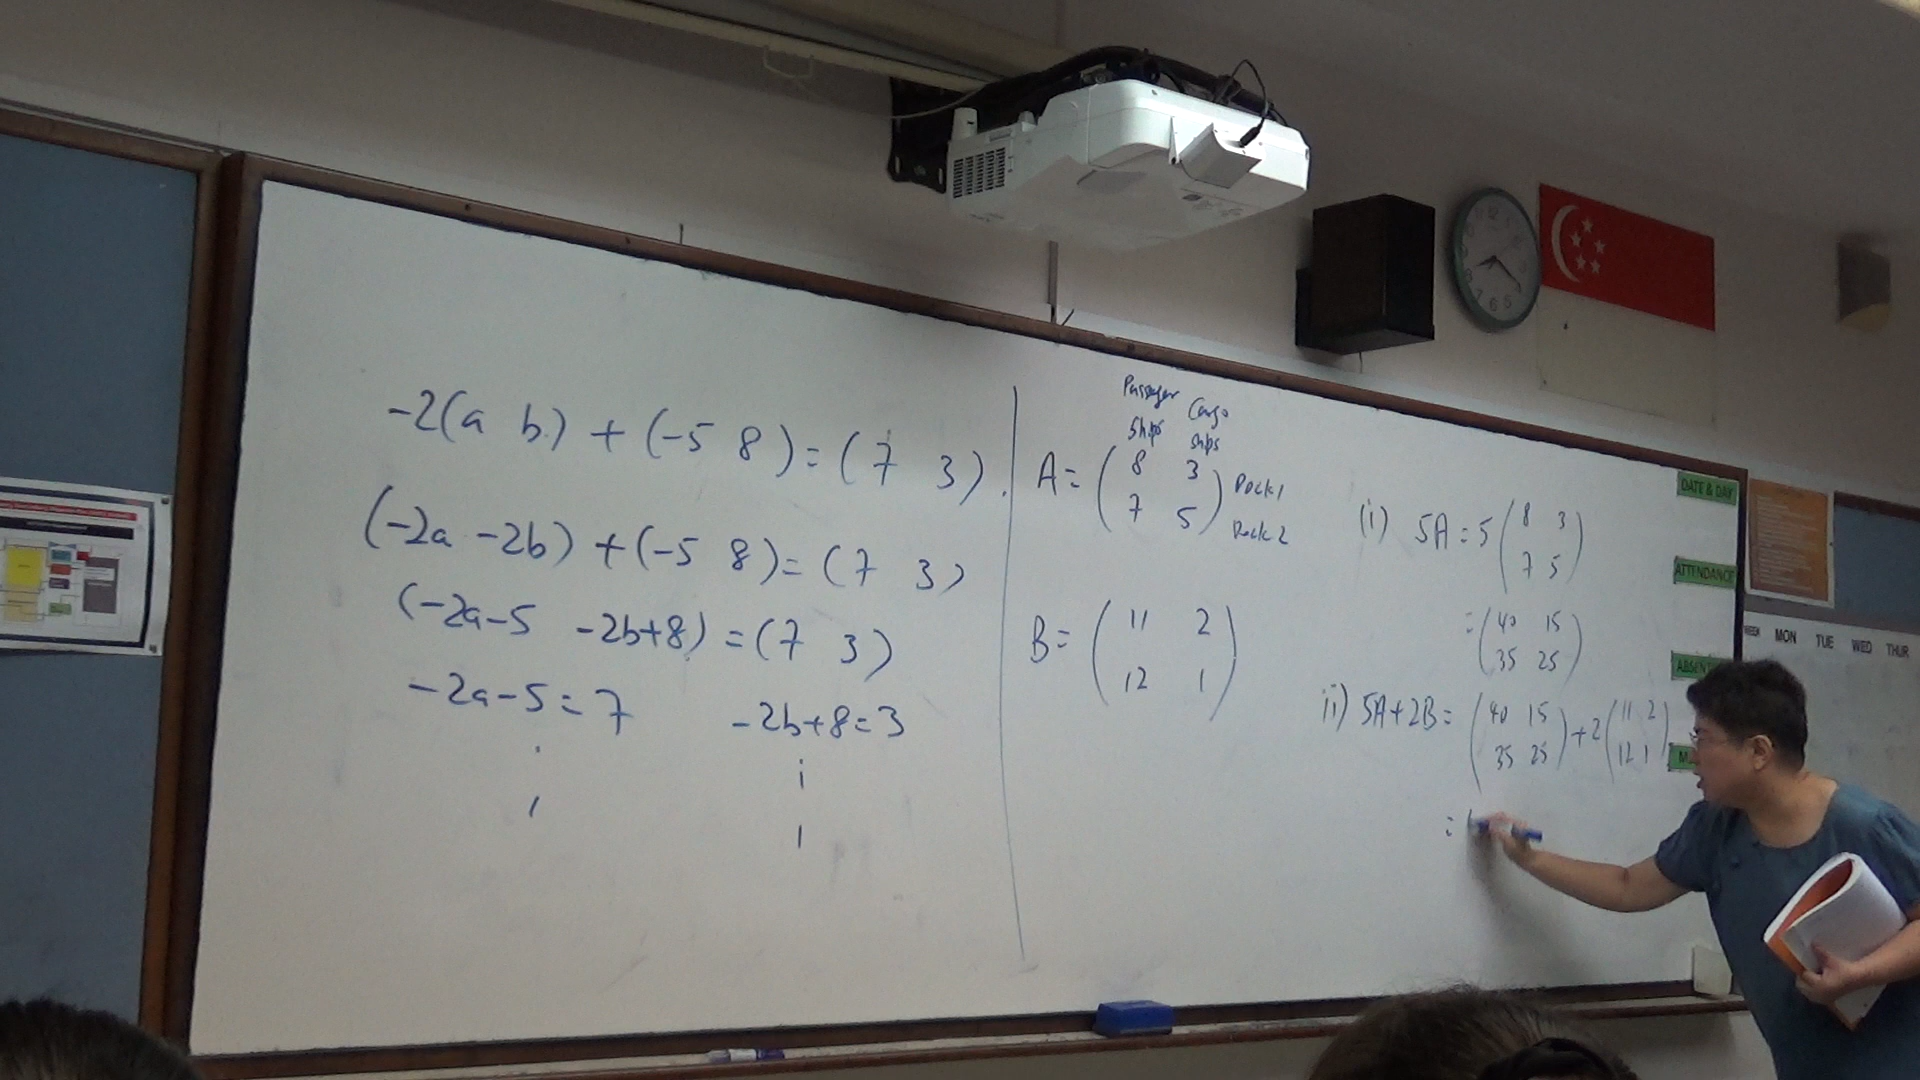 -2(a b) + (-5 8) = (7 3).
(-2a -2b) + (-5 8) = (7 3)
(-2a-5 -2b+8) = (7 3)
-2a-5=7 -2b+8=3
Passenger Cargo
Ships ships
A= (8 3) Dock 1
(7 5) Dock 2
B= (11 2)
(12 1)
(i) 5A=5 (8 3)
(7 5)
= (40 15)
(35 25)
ii) 5A+2B= (40 15) +2 (11 2)
(35 25) (12 1)
=
DATE & DAY
ATTENDANCE
WEEK MON TUE WED THUR